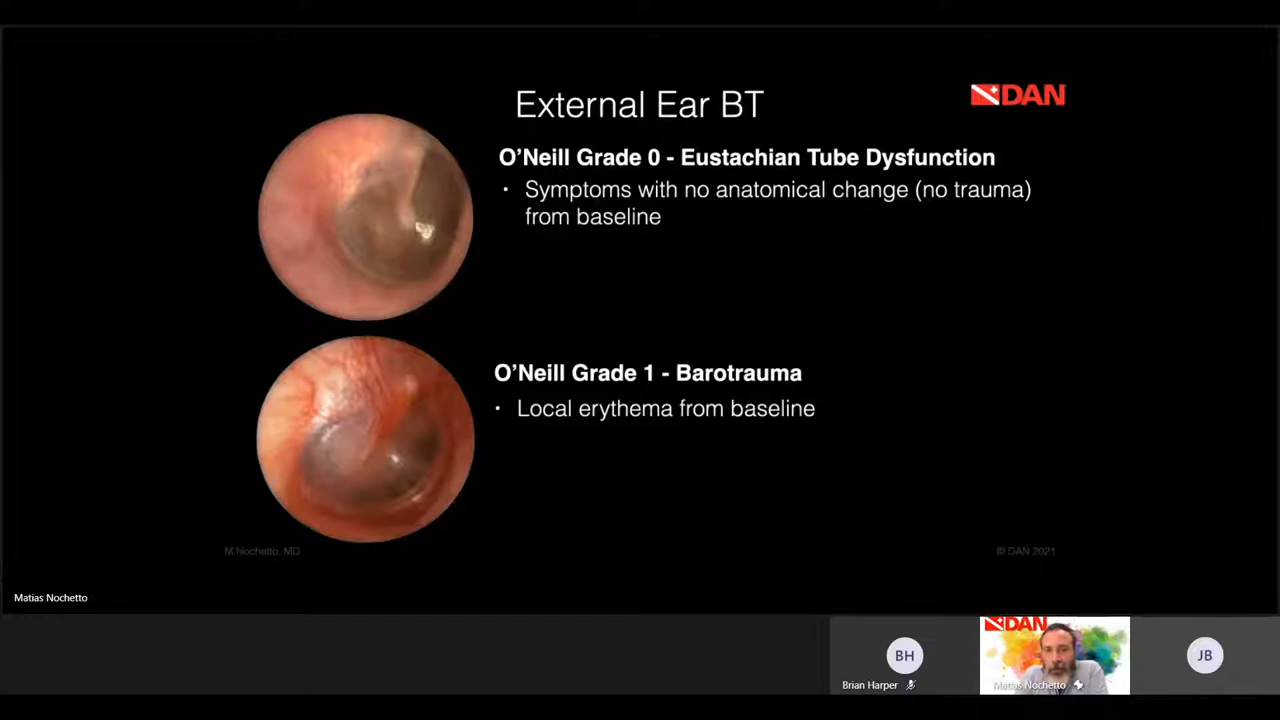 External Ear BT
DAN
O’Neill Grade 0 - Eustachian Tube Dysfunction
• Symptoms with no anatomical change (no trauma)
from baseline
O’Neill Grade 1 - Barotrauma
• Local erythema from baseline
M Nochetto, MD
© DAN 2021
Matias Nochetto
DAN
BH
JB
Brian Harper
Matias Nochetto